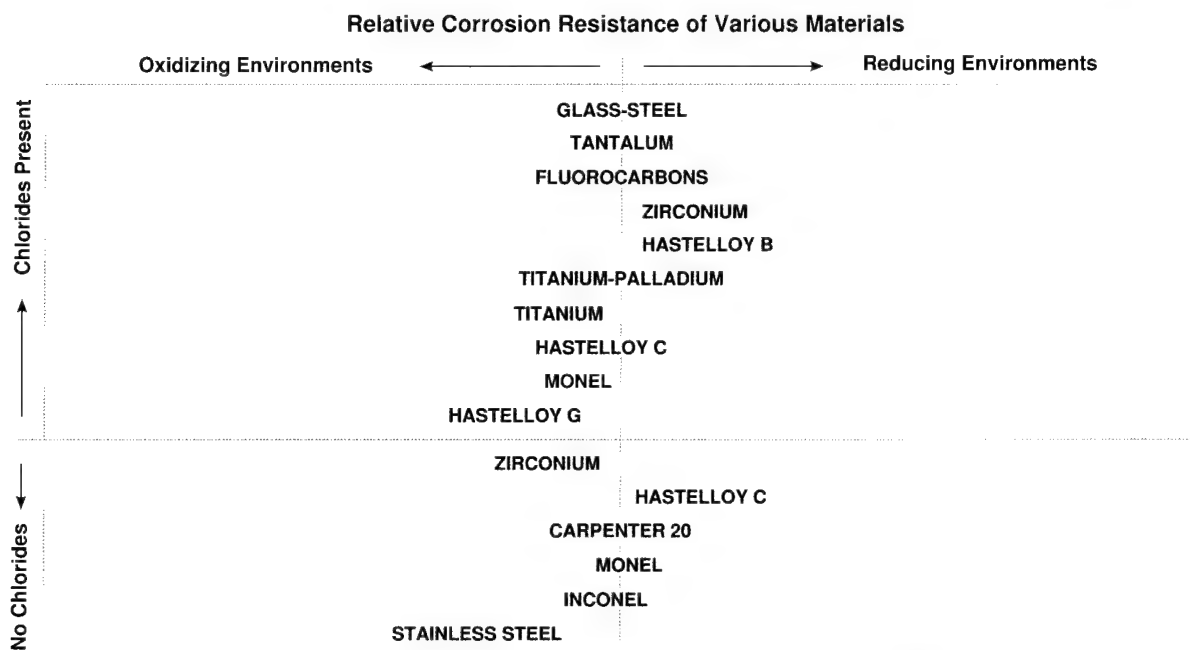 Relative Corrosion Resistance of Various Materials
Oxidizing Environments
Reducing Environments
Chlorides Present
GLASS-STEEL
TANTALUM
FLUOROCARBONS
ZIRCONIUM
HASTELLOY B
TITANIUM-PALLADIUM
TITANIUM
HASTELLOY C
MONEL
HASTELLOY G
No Chlorides
ZIRCONIUM
HASTELLOY C
CARPENTER 20
MONEL
INCONEL
STAINLESS STEEL